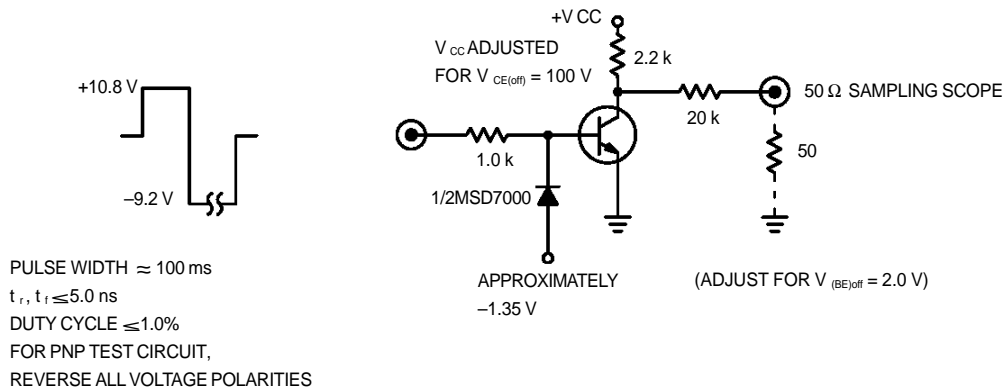 +V CC
V CC ADJUSTED
FOR V CE(off) = 100 V
2.2 k
+10.8 V
50 Ω SAMPLING SCOPE
20 k
1.0 k
50
–9.2 V
1/2MSD7000
PULSE WIDTH ≈ 100 ms
APPROXIMATELY
–1.35 V
(ADJUST FOR V (BE)off = 2.0 V)
t r, t f ≤5.0 ns
DUTY CYCLE ≤1.0%
FOR PNP TEST CIRCUIT,
REVERSE ALL VOLTAGE POLARITIES